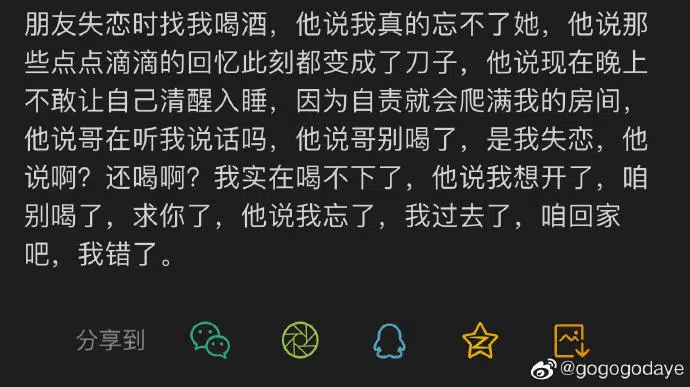 朋友失恋时找我喝酒，他说我真的忘不了她，他说那
些点点滴滴的回忆此刻都变成了刀子，他说现在晚上
不敢让自己清醒入睡，因为自责就会爬满我的房间，
他说哥在听我说话吗，他说哥别喝了，是我失恋，他
说啊？还喝啊？我实在喝不下了，他说我想开了，咱
别喝了，求你了，他说我忘了，我过去了，咱回家
吧，我错了。
分享到
@gogogodaye